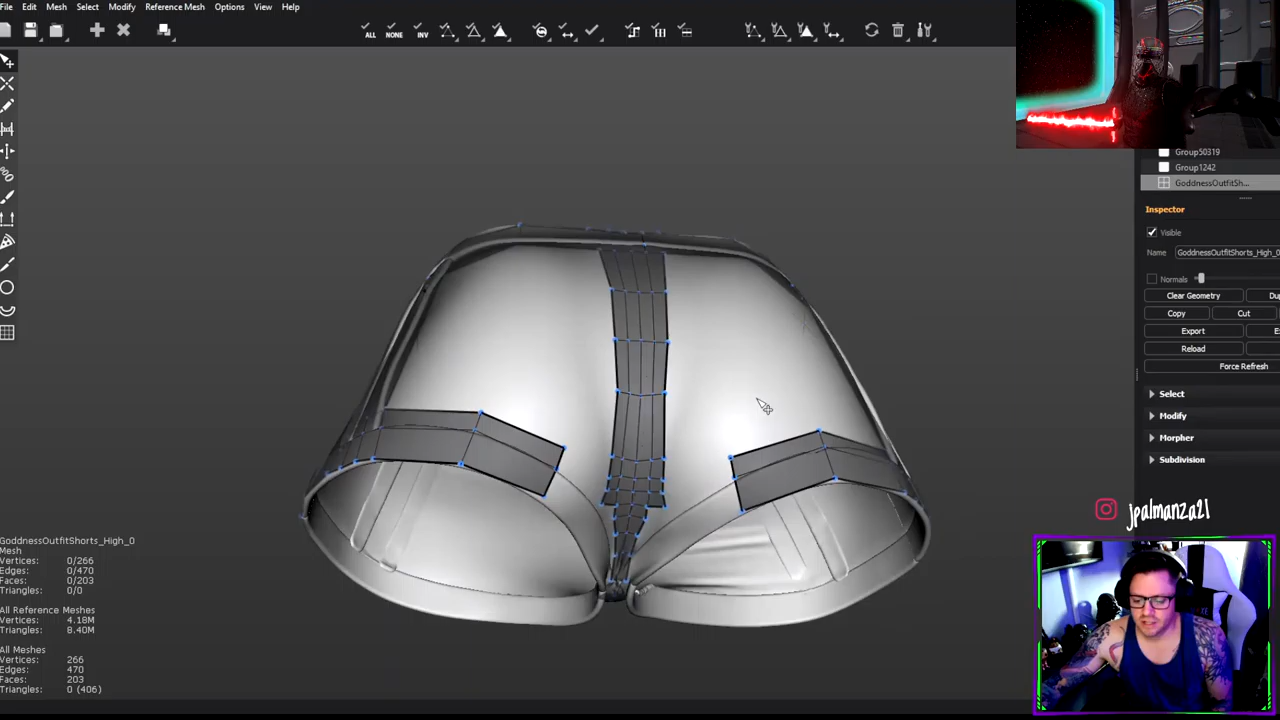 File Edit Mesh Select Modify Reference Mesh Options View Help
ALL NONE INV
Group50319
Group1242
GoddnessOutfitSh...
Inspector
Visible
Name GoddnessOutfitShorts_High_0
Normals
Clear Geometry
Copy Cut
Export
Reload
Force Refresh
Select
Modify
Morpher
Subdivision
jpalmanza21
GoddnessOutfitShorts_High_0
Mesh
Vertices: 0/266
Edges: 0/470
Faces: 0/203
Triangles: 0/0
All Reference Meshes
Vertices: 4.18M
Triangles: 8.40M
All Meshes
Vertices: 266
Edges: 470
Faces: 203
Triangles: 0 (406)